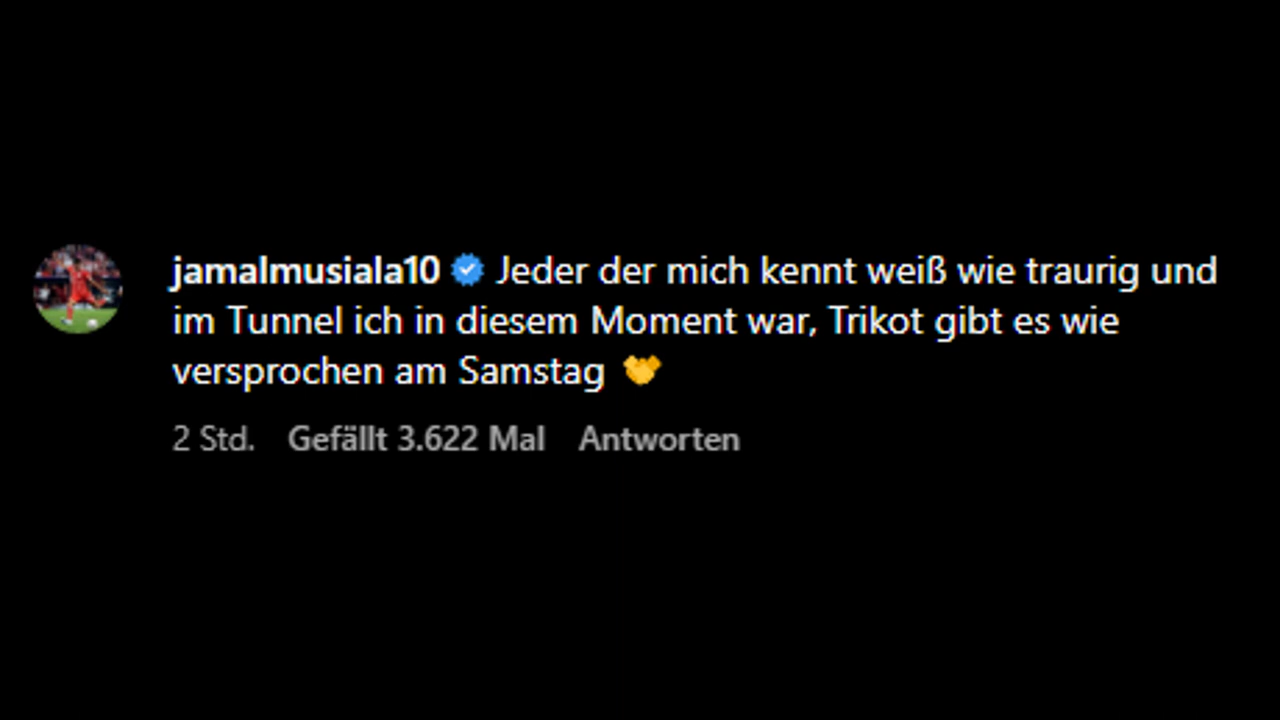 jamalmusiala10 Jeder der mich kennt weiß wie traurig und
im Tunnel ich in diesem Moment war, Trikot gibt es wie
versprochen am Samstag 🤝
2 Std. Gefällt 3.622 Mal Antworten